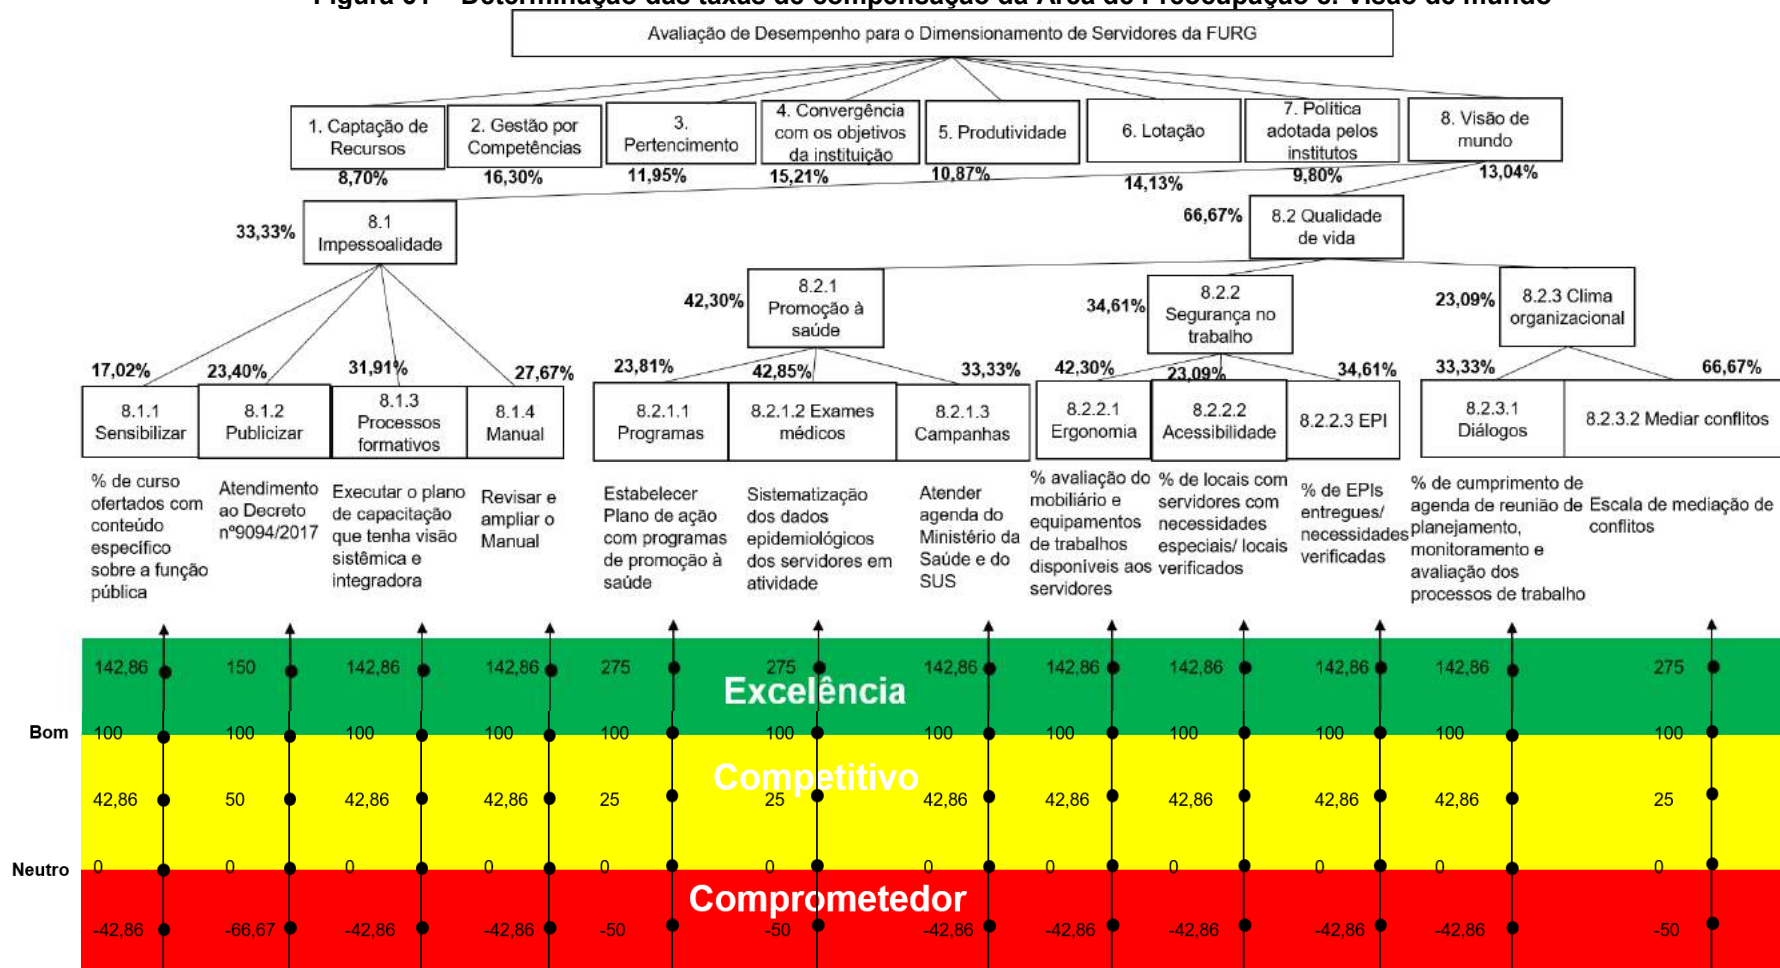 Figura 61 – Determinação das taxas de compensação da Área de Preocupação 8. Visão de mundo
Avaliação de Desempenho para o Dimensionamento de Servidores da FURG
1. Captação de
Recursos
2. Gestão por
Competências
3.
Pertencimento
4. Convergência
com os objetivos
da instituição
5. Produtividade
6. Lotação
7. Política
adotada pelos
institutos
8. Visão de
mundo
8,70%
16,30%
11,95%
15,21%
10,87%
14,13%
9,80%
13,04%
33,33%
8.1
Impessoalidade
66,67%
8.2 Qualidade
de vida
42,30%
8.2.1
Promoção à
saúde
34,61%
8.2.2
Segurança no
trabalho
23,09%
8.2.3 Clima
organizacional
17,02%
23,40%
31,91%
27,67%
23,81%
42,85%
33,33%
42,30%
23,09%
34,61%
33,33%
66,67%
8.1.1
Sensibilizar
8.1.2
Publicizar
8.1.3
Processos
formativos
8.1.4
Manual
8.2.1.1
Programas
8.2.1.2 Exames
médicos
8.2.1.3
Campanhas
8.2.2.1
Ergonomia
8.2.2.2
Acessibilidade
8.2.2.3 EPI
8.2.3.1
Diálogos
8.2.3.2 Mediar conflitos
% de curso
ofertados com
conteúdo
específico
sobre a função
pública
Atendimento
ao Decreto
nº9094/2017
Executar o plano
de capacitação
que tenha visão
sistêmica e
integradora
Revisar e
ampliar o
Manual
Estabelecer
Plano de ação
com programas
de promoção à
saúde
Sistematização
dos dados
epidemiológicos
dos servidores em
atividade
Atender
agenda do
Ministério da
Saúde e do
SUS
% avaliação do
mobiliário e
equipamentos
de trabalhos
disponíveis aos
servidores
% de locais com
servidores com
necessidades
especiais/ locais
verificados
% de EPIs
entregues/
necessidades
verificadas
% de cumprimento de
agenda de reunião de
planejamento,
monitoramento e
avaliação dos
processos de trabalho
Escala de mediação de
conflitos
142,86 150 142,86 142,86 275 275 142,86 142,86 142,86 142,86 142,86 275
Excelência
Bom 100 100 100 100 100 100 100 100 100 100 100 100
Competitivo
42,86 50 42,86 42,86 25 25 42,86 42,86 42,86 42,86 42,86 25
Neutro 0 0 0 0 0 0 0 0 0 0 0 0
Comprometedor
-42,86 -66,67 -42,86 -42,86 -50 -50 -42,86 -42,86 -42,86 -42,86 -42,86 -50